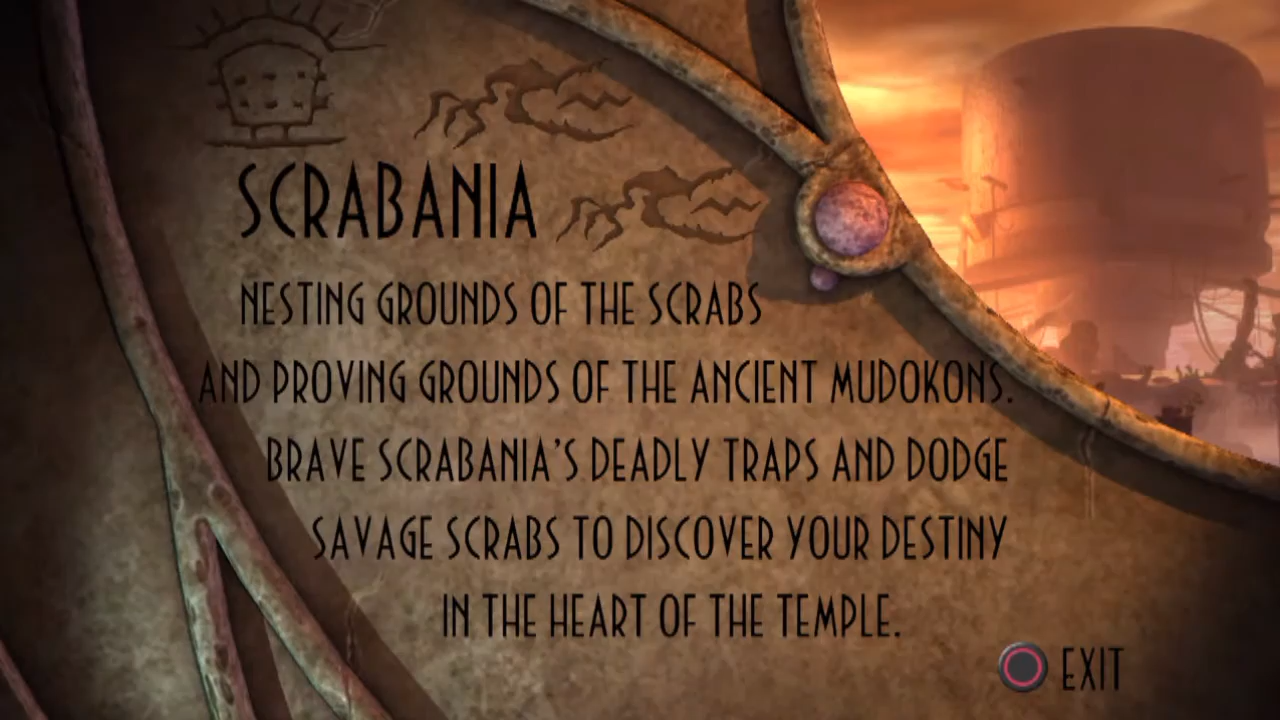 SCRABANIA
NESTING GROUNDS OF THE SCRABS
AND PROVING GROUNDS OF THE ANCIENT MUDOKONS.
BRAVE SCRABANIA'S DEADLY TRAPS AND DODGE
SAVAGE SCRABS TO DISCOVER YOUR DESTINY
IN THE HEART OF THE TEMPLE.
EXIT